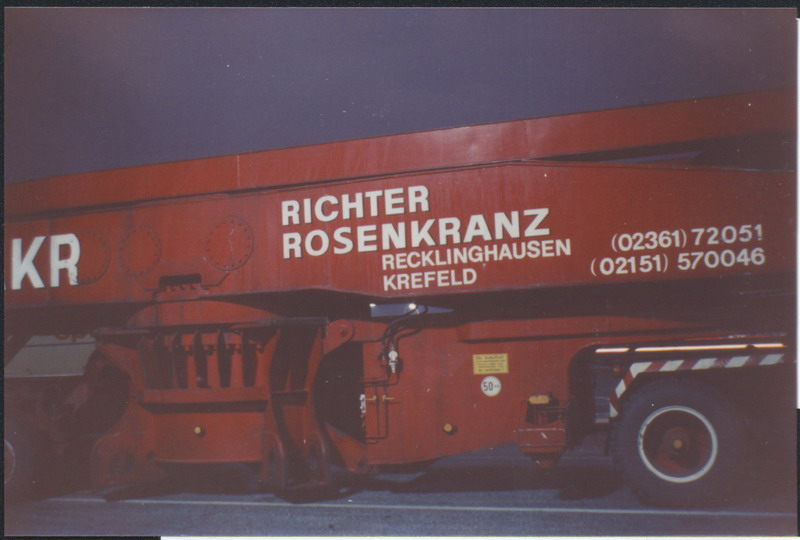 KR
RICHTER
ROSENKRANZ
RECKLINGHAUSEN
KREFELD
(02361) 72051
(02151) 570046
50